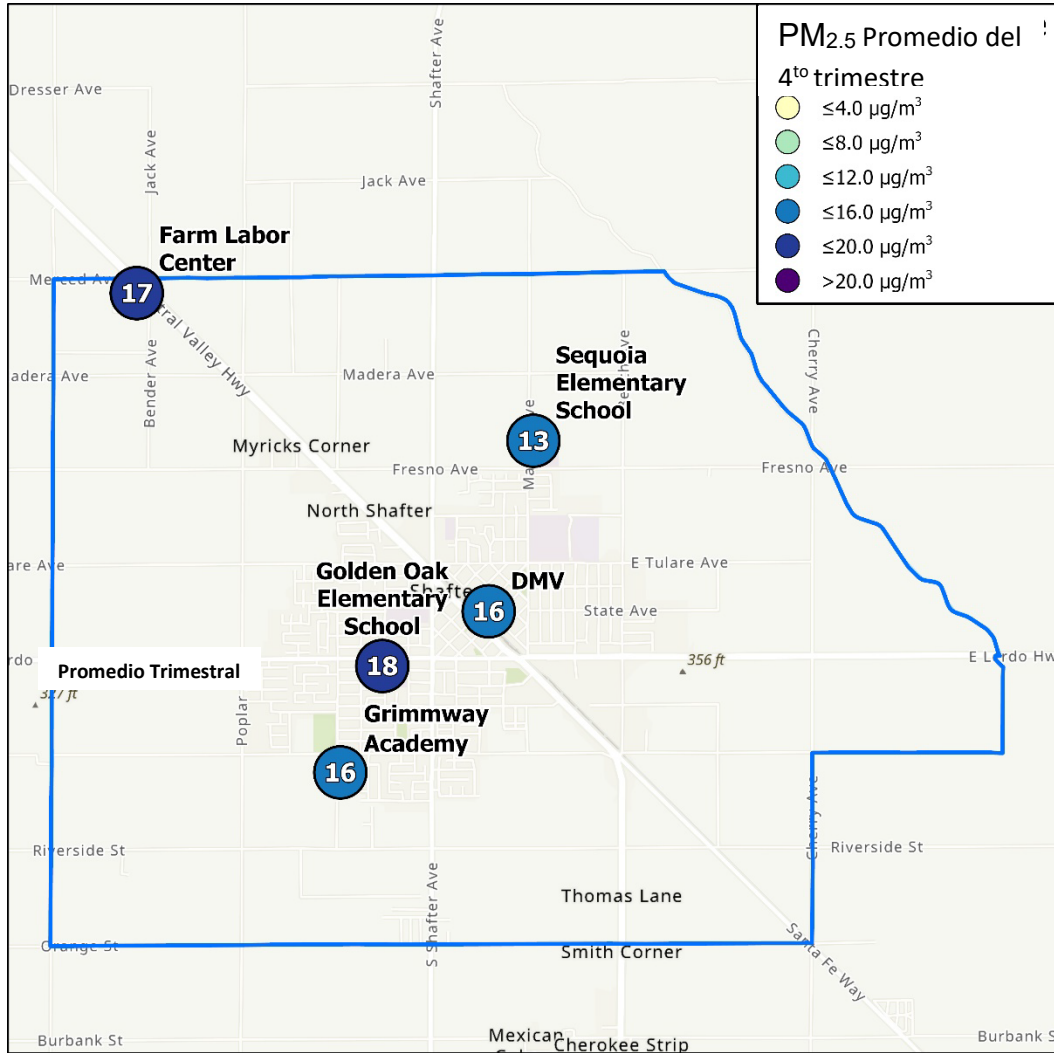 PM2.5 Promedio del
4to trimestre
≤4.0 µg/m³
≤8.0 µg/m³
≤12.0 µg/m³
≤16.0 µg/m³
≤20.0 µg/m³
>20.0 µg/m³
Shafter Ave
Dresser Ave
Jack Ave
Jack Ave
Farm Labor
Center
17
Valley Hwy
Cherry Ave
Bender Ave
Madera Ave
Sequoia
Elementary
School
13
Myricks Corner
Fresno Ave
Fresno Ave
North Shafter
E Tulare Ave
Golden Oak
Elementary
School
DMV
16
State Ave
18
356 ft
Promedio Trimestral
Poplar
Grimmway
Academy
16
Riverside St
Riverside St
Cherry Ave
S Shafter Ave
Thomas Lane
Orange St
Smith Corner
Santa Fe Way
Burbank St
Mexican
Cherokee Strip
Burbank S